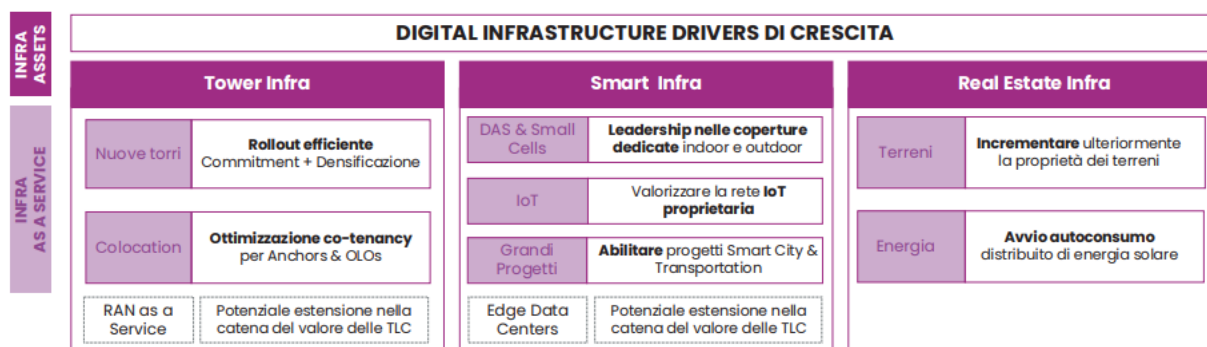 INFRA
ASSETS
DIGITAL INFRASTRUCTURE DRIVERS DI CRESCITA
INFRA
AS A SERVICE
Tower Infra
Nuove torri
Rollout efficiente
Commitment + Densificazione
Colocation
Ottimizzazione co-tenancy
per Anchors & OLOs
RAN as a
Service
Potenziale estensione nella
catena del valore delle TLC
Smart Infra
DAS & Small
Cells
Leadership nelle coperture
dedicate indoor e outdoor
IoT
Valorizzare la rete IoT
proprietaria
Grandi
Progetti
Abilitare progetti Smart City &
Transportation
Edge Data
Centers
Potenziale estensione nella
catena del valore delle TLC
Real Estate Infra
Terreni
Incrementare ulteriormente
la proprietà dei terreni
Energia
Avvio autoconsumo
distribuito di energia solare